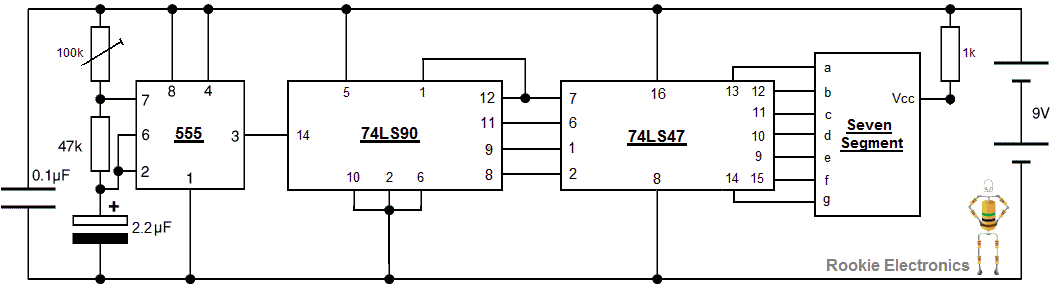 100k
47k
0.1µF
+
2.2µF
8 4
7
6
2
3
1
555
5 1
14
12
11
9
8
10 2 6
74LS90
16
7
6
1
2
8
13
12
11
10
9
15
14
74LS47
a
b
c
d
e
f
g
Vcc
Seven
Segment
1k
9V
Rookie Electronics